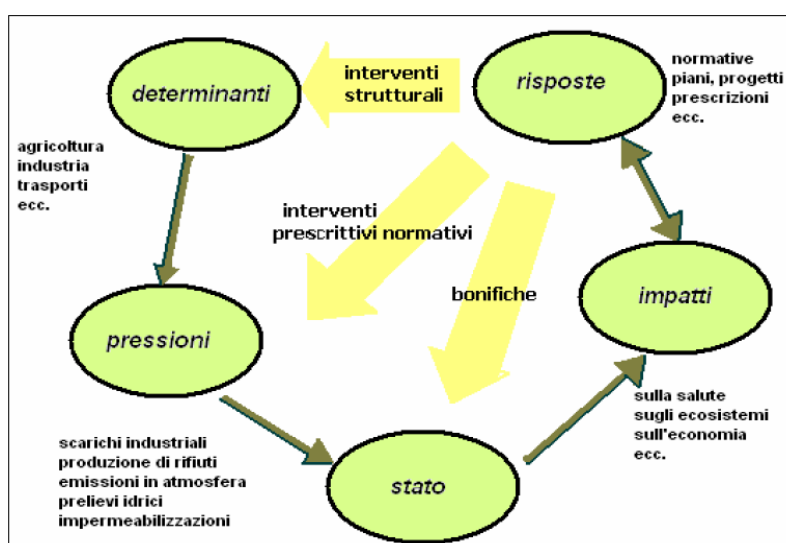 determinanti
interventi
strutturali
risposte
normative
piani, progetti
prescrizioni
ecc.
agricoltura
industria
trasporti
ecc.
interventi
prescrittivi normativi
bonifiche
impatti
pressioni
sulla salute
sugli ecosistemi
sull'economia
ecc.
scarichi industriali
produzione di rifiuti
emissioni in atmosfera
prelievi idrici
impermeabilizzazioni
stato